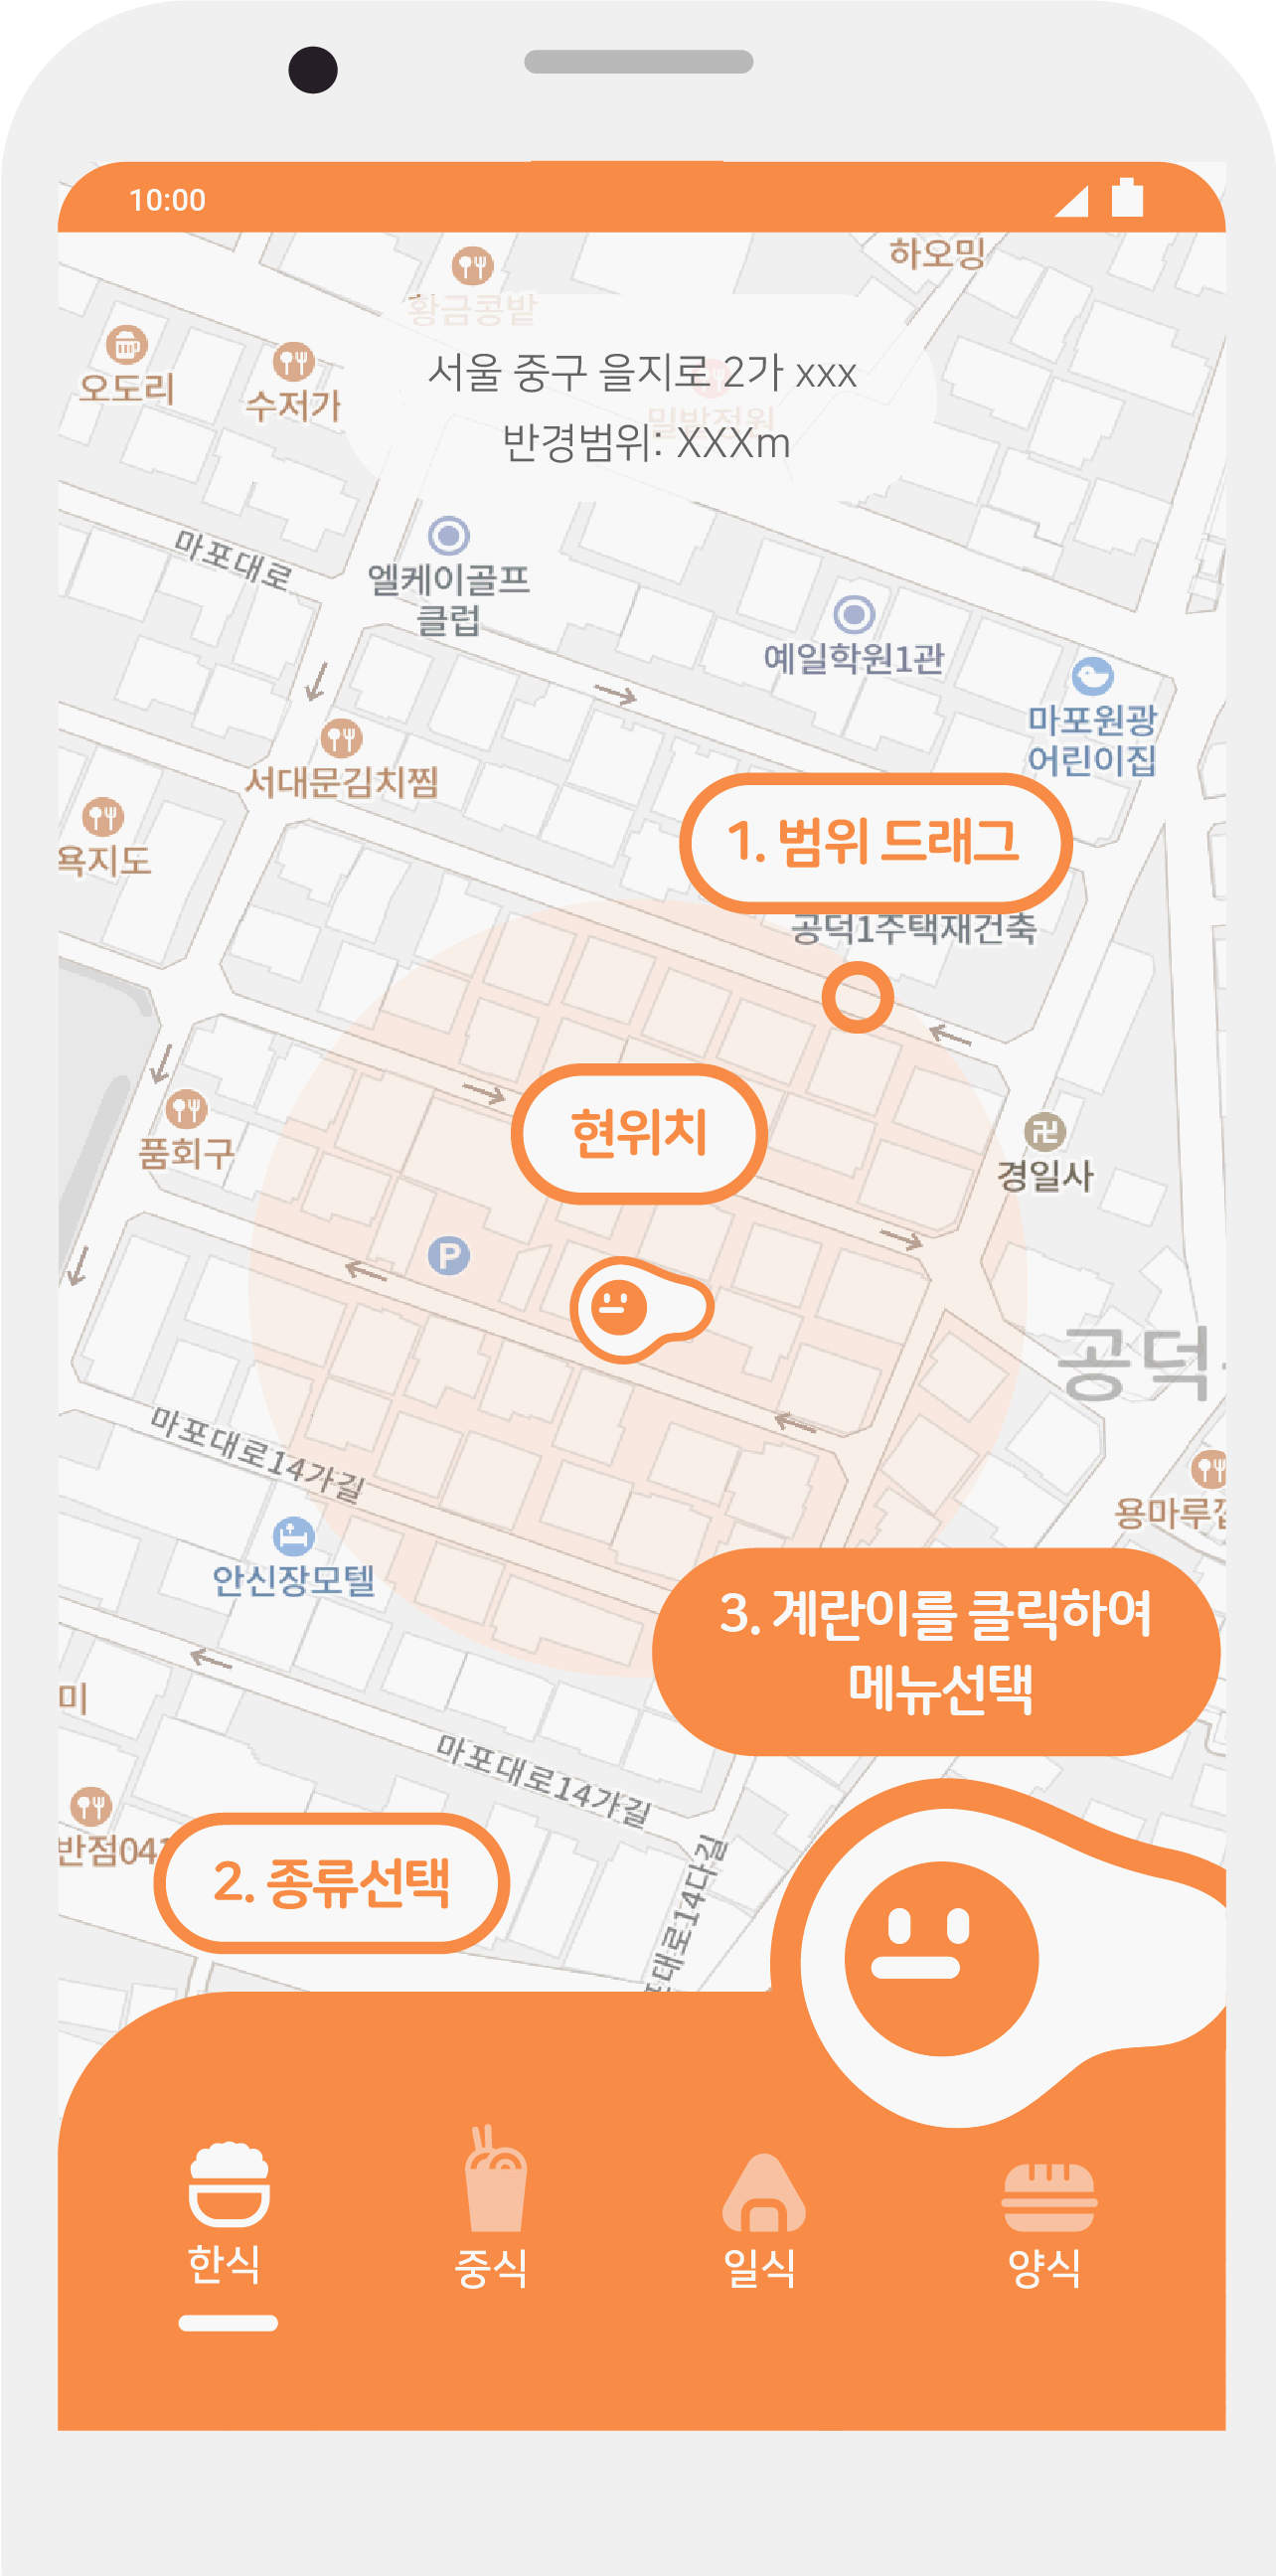 10:00
하오밍
황금콩밭
오도리
수저가
서울 중구 을지로 2가 xxx
밀방전원
반경범위: XXXm
마포대로
엘케이골프
클럽
예일학원1관
마포원광
어린이집
서대문김치찜
욕지도
1. 범위 드래그
공덕1주택재건축
현위치
품회구
경일사
P
공덕
마포대로14가길
용마루
안신장모텔
3. 계란이를 클릭하여
메뉴선택
미
마포대로14가길
반점04
대로14다길
2. 종류선택
한식
중식
일식
양식